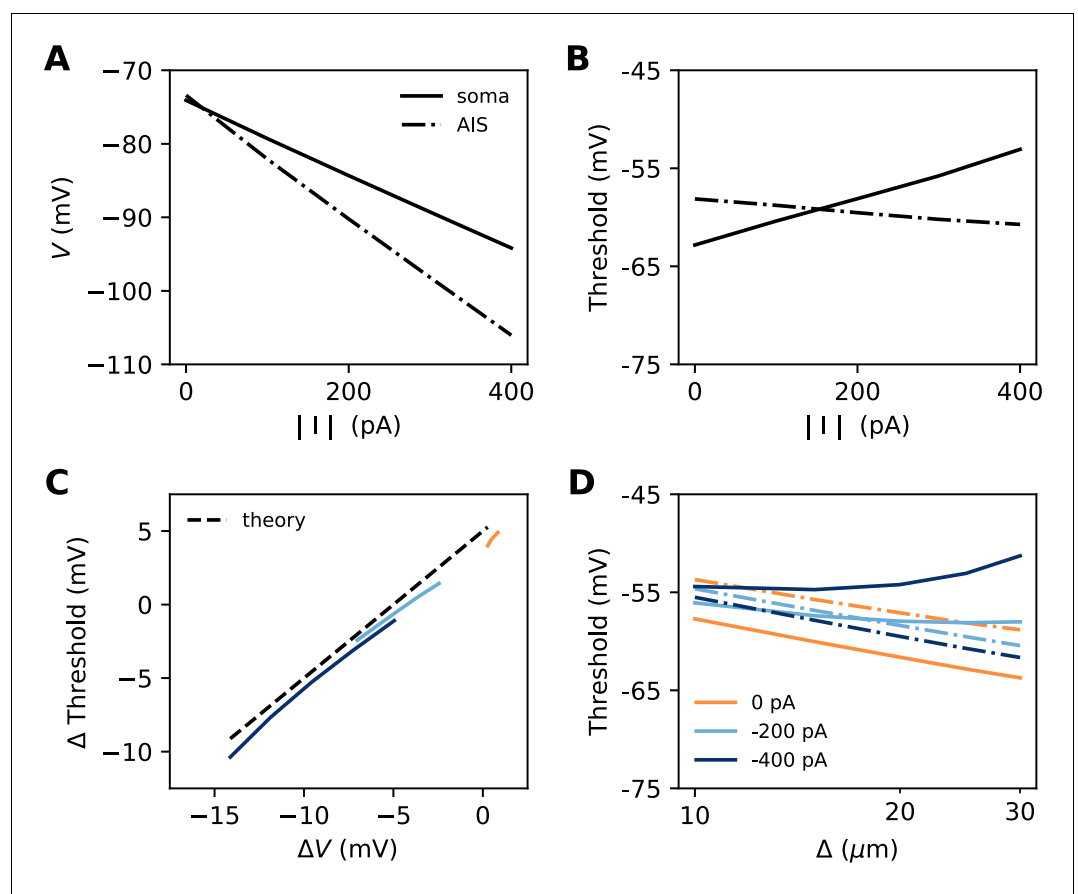 A
B
−70
−80
−90
−100
−110
V (mV)
soma
AIS
0
200
400
| I | (pA)
-45
-55
-65
-75
Threshold (mV)
0
200
400
| I | (pA)
C
D
5
0
−5
−10
Δ Threshold (mV)
theory
−15
−10
−5
0
ΔV (mV)
-45
-55
-65
-75
Threshold (mV)
0 pA
-200 pA
-400 pA
10
20
30
Δ (μm)